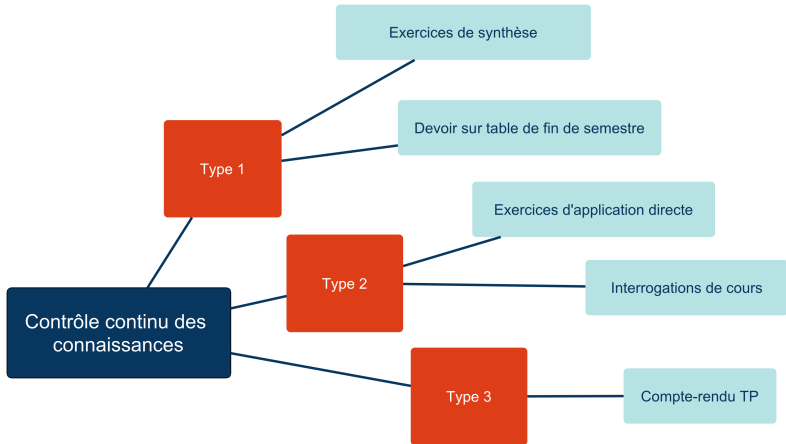 Exercices de synthèse
Devoir sur table de fin de semestre
Type 1
Exercices d'application directe
Type 2
Interrogations de cours
Contrôle continu des
connaissances
Type 3
Compte-rendu TP